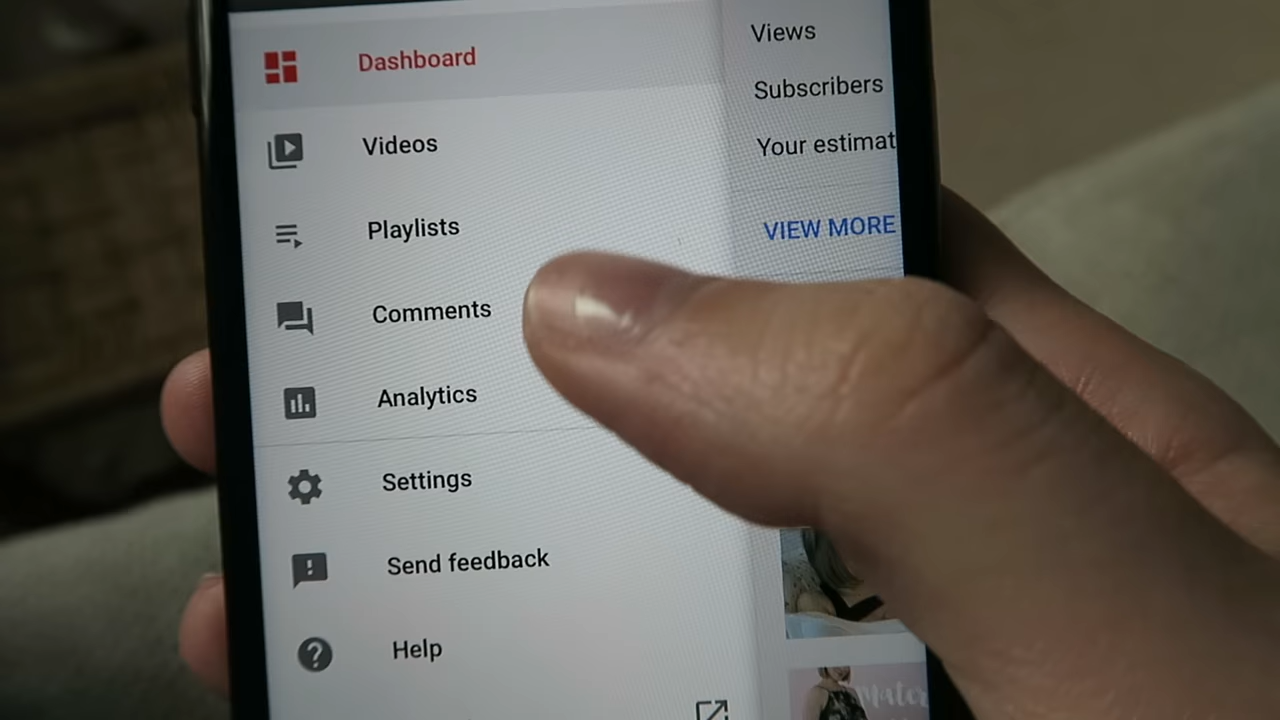 Dashboard
Videos
Playlists
Comments
Analytics
Settings
Send feedback
Help
Views
Subscribers
Your estimat
VIEW MORE